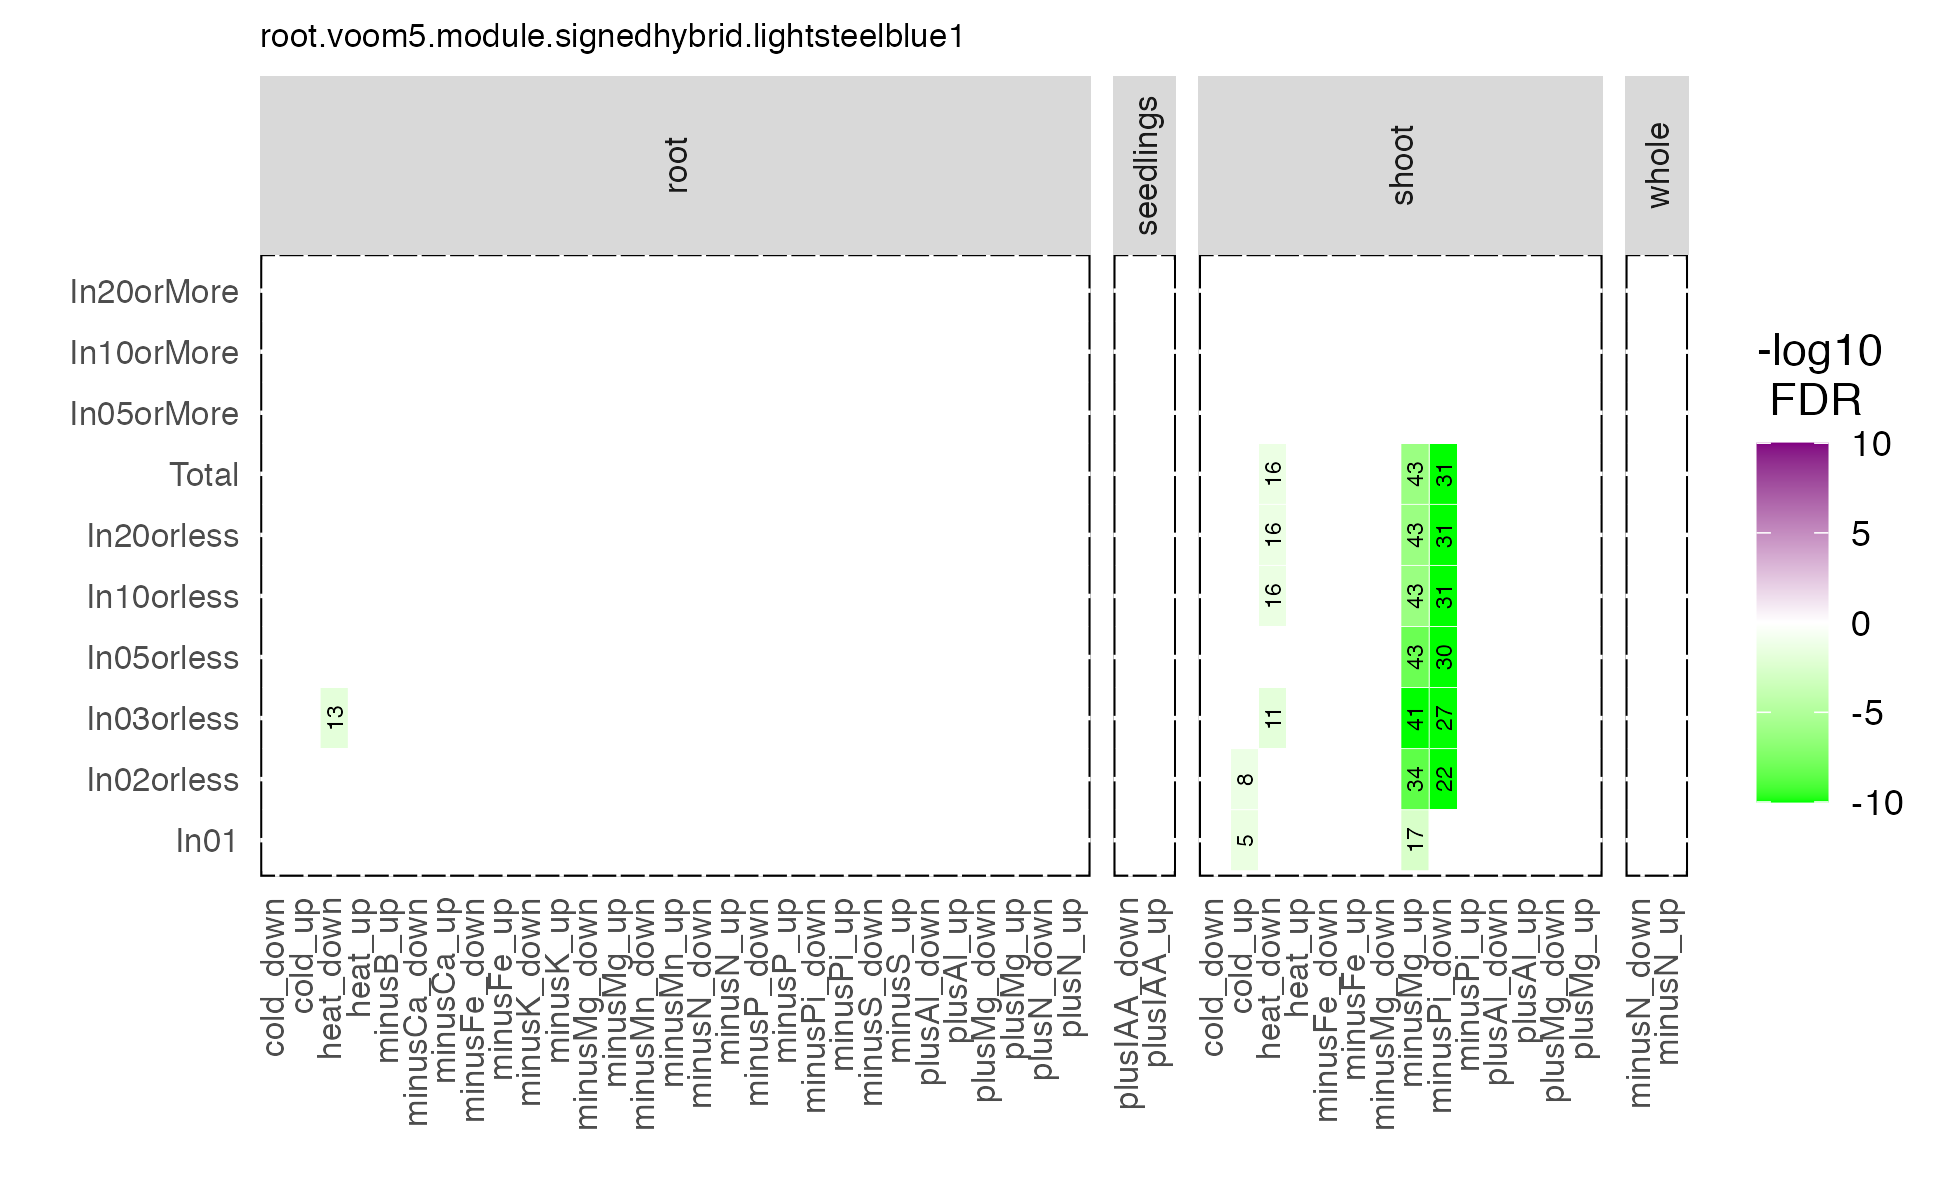 root.voom5.module.signedhybrid.lightsteelblue1
root
seedlings
shoot
whole
In20orMore
In10orMore
In05orMore
Total
16
43
31
In20orless
16
43
31
In10orless
16
43
31
In05orless
43
30
In03orless
13
11
41
27
In02orless
8
34
22
In01
5
17
cold_down
cold_up
heat_down
heat_up
minusB_up
minusCa_down
minusCa_up
minusFe_down
minusFe_up
minusK_down
minusK_up
minusMg_down
minusMg_up
minusMn_down
minusMn_up
minusN_down
minusN_up
minusP_down
minusP_up
minusPi_down
minusPi_up
minusS_down
minusS_up
plusAl_down
plusAl_up
plusMg_down
plusMg_up
plusN_down
plusN_up
plusIAA_down
plusIAA_up
cold_down
cold_up
heat_down
heat_up
minusFe_down
minusFe_up
minusMg_down
minusMg_up
minusPi_down
minusPi_up
plusAl_down
plusAl_up
plusMg_down
plusMg_up
minusN_down
minusN_up
-log10
FDR
10
5
0
-5
-10